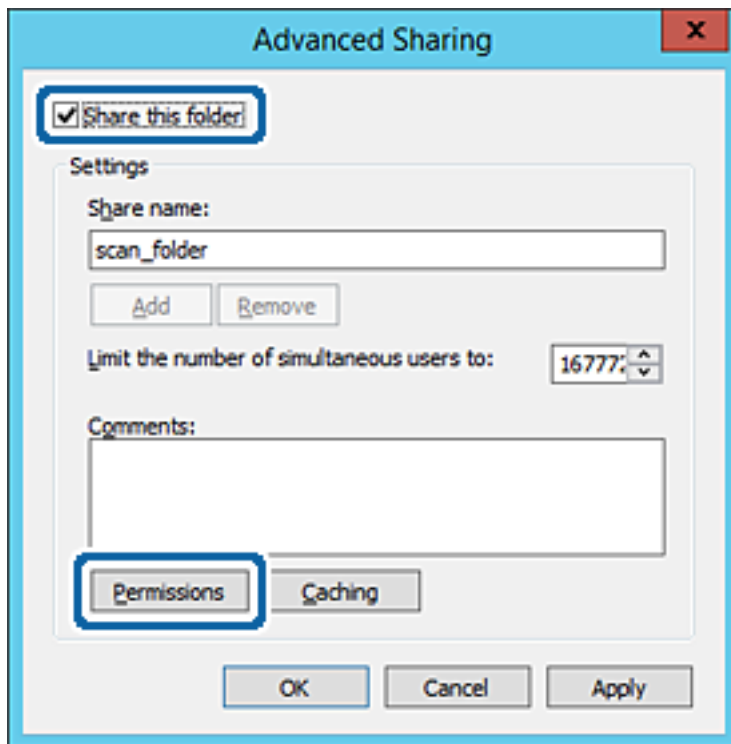 Advanced Sharing
Share this folder
Settings
Share name:
scan_folder
Add Remove
Limit the number of simultaneous users to:
Comments:
Permissions Caching
OK Cancel Apply